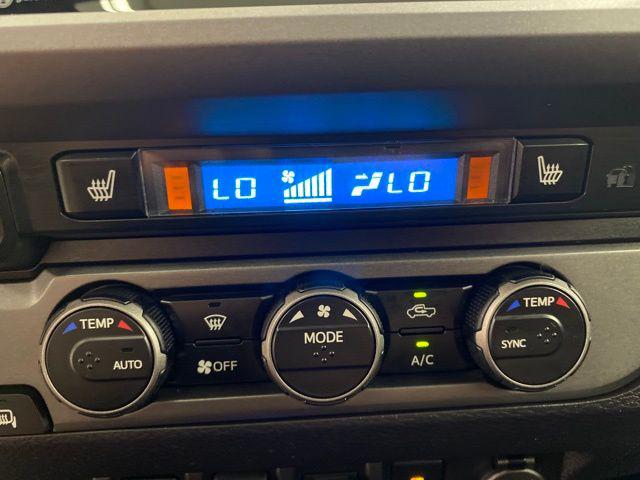 LO LO
TEMP
AUTO
OFF
MODE
A/C
TEMP
SYNC